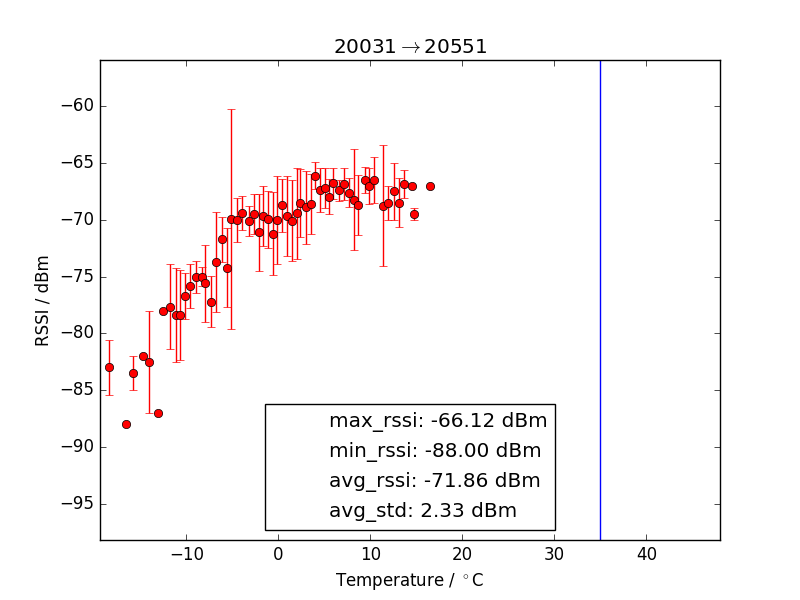 20031→20551
−60
−65
−70
−75
−80
−85
−90
−95
RSSI / dBm
max_rssi: -66.12 dBm
min_rssi: -88.00 dBm
avg_rssi: -71.86 dBm
avg_std: 2.33 dBm
−10 0 10 20 30 40
Temperature / °C